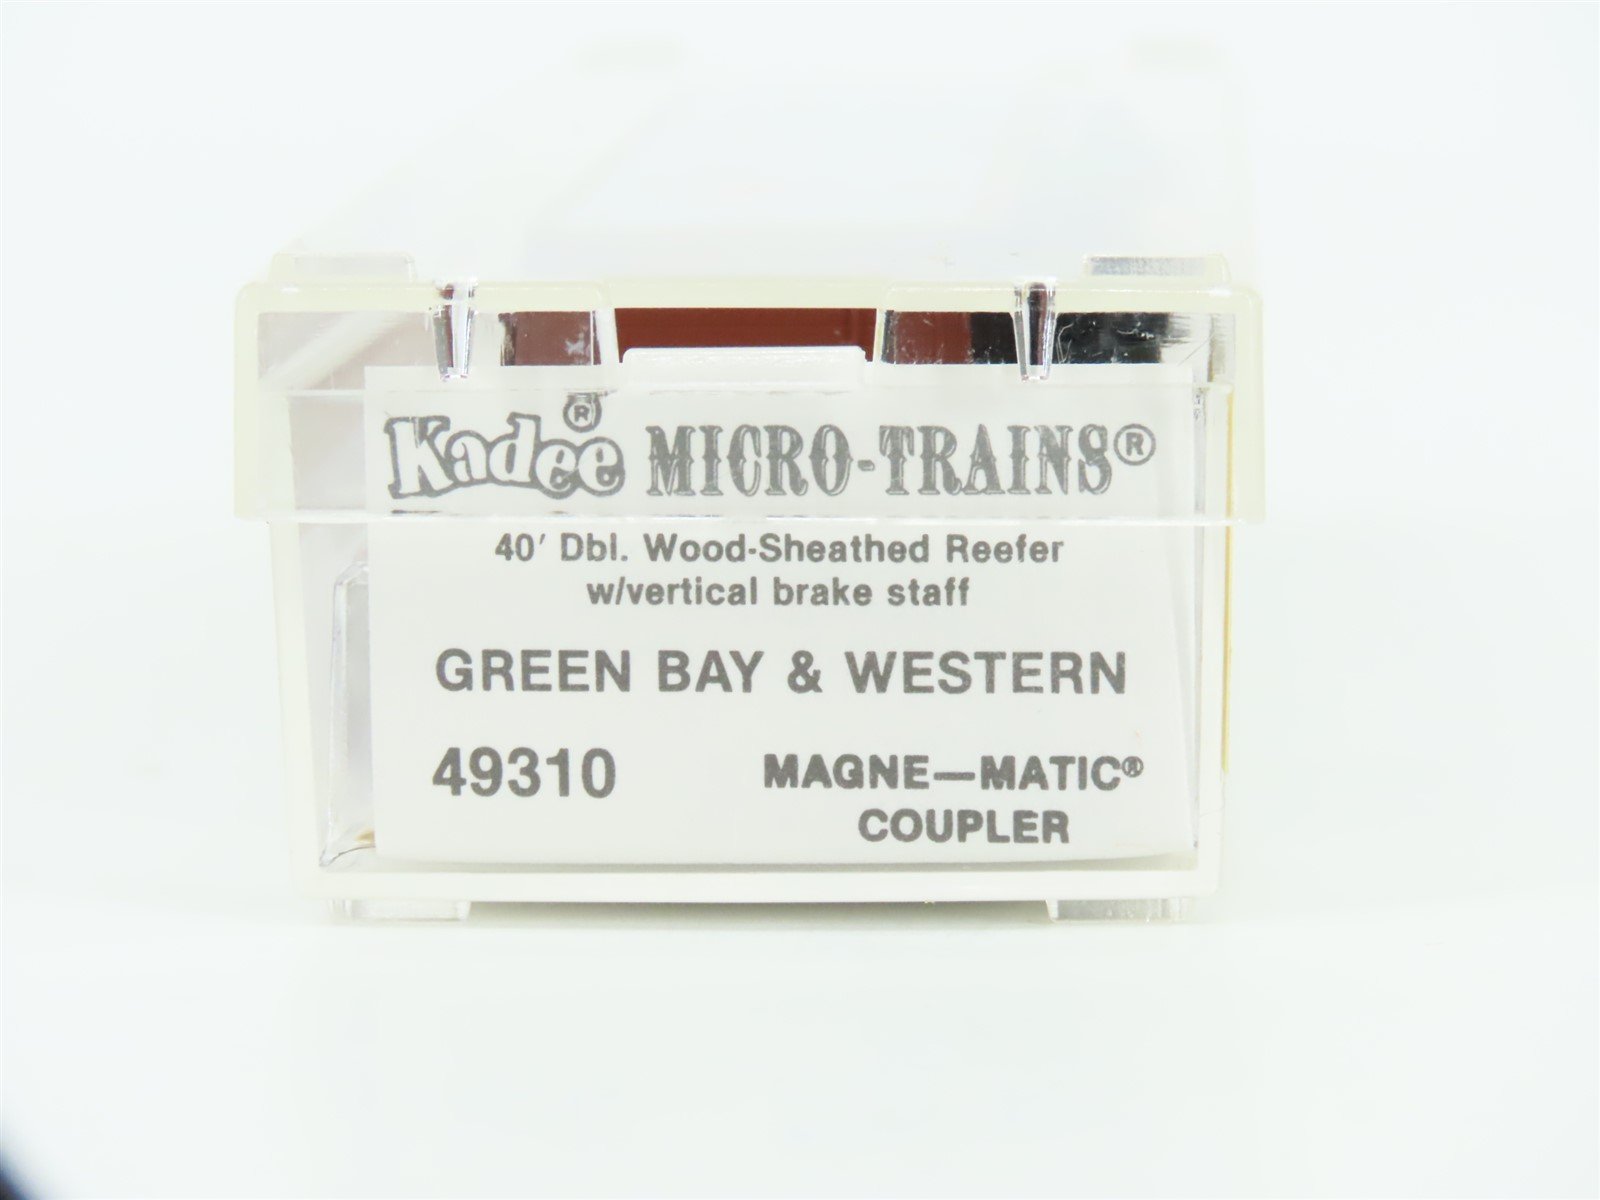 Kadee® MICRO-TRAINS®
40' Dbl. Wood-Sheathed Reefer
w/vertical brake staff
GREEN BAY & WESTERN
49310 MAGNE—MATIC®
COUPLER